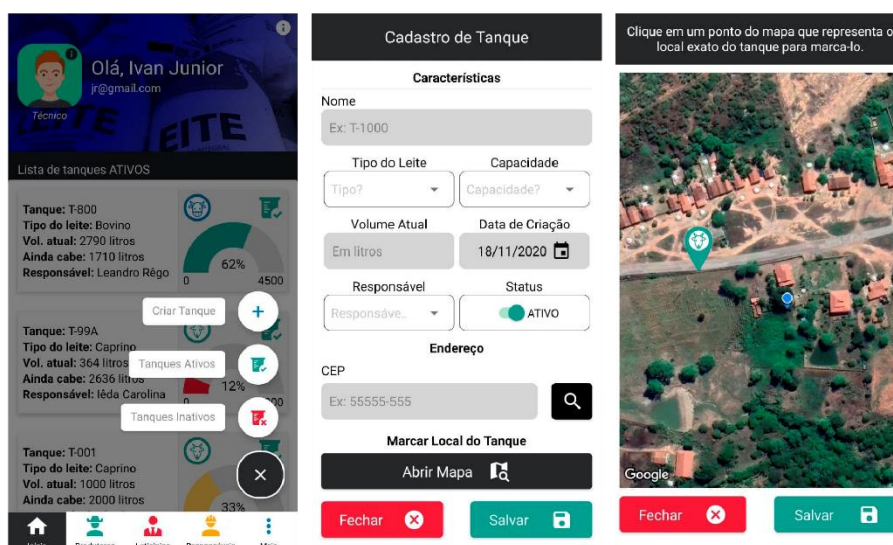 Olá, Ivan Junior
jr@gmail.com
Técnico
Lista de tanques ATIVOS
Tanque: T-800
Tipo do leite: Bovino
Vol. atual: 2790 litros
Ainda cabe: 1710 litros
Responsável: Leandro Rêgo
62%
0
4500
Criar Tanque
Tanque: T-99A
Tipo do leite: Caprino
Vol. atual: 364 litros
Ainda cabe: 2636 litros
Responsável: Iêda Carolina
12%
0
Tanques Ativos
Tanques Inativos
Tanque: T-001
Tipo do leite: Caprino
Vol. atual: 1000 litros
Ainda cabe: 2000 litros
33%
Cadastro de Tanque
Características
Nome
Ex: T-1000
Tipo do Leite Capacidade
Tipo? Capacidade?
Volume Atual Data de Criação
Em litros 18/11/2020
Responsável Status
Responsáve.. ATIVO
Endereço
CEP
Ex: 55555-555
Marcar Local do Tanque
Abrir Mapa
Fechar Salvar
Clique em um ponto do mapa que representa o
local exato do tanque para marca-lo.
Google
Fechar Salvar